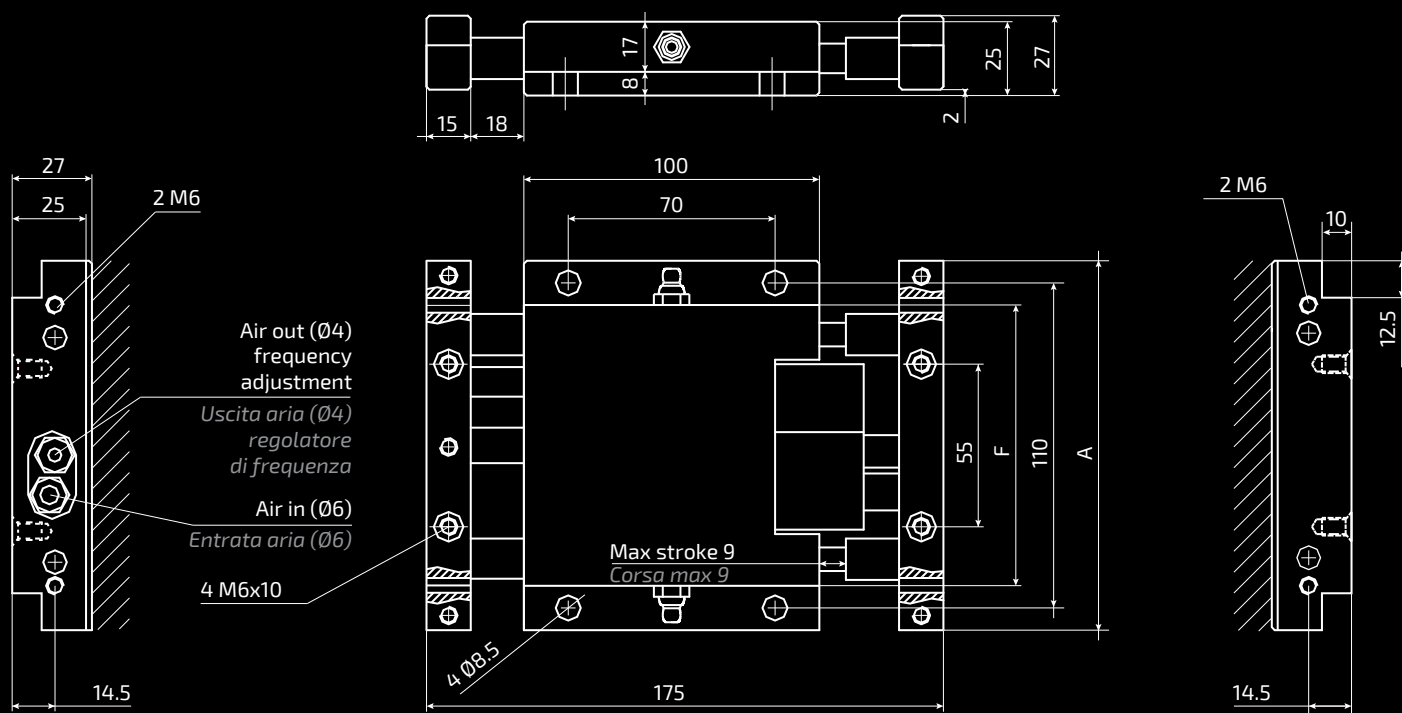 17
8
25
27
2
15
18
27
25
2 M6
100
70
2 M6
10
12.5
Air out (Ø4)
frequency
adjustment
Uscita aria (Ø4)
regolatore
di frequenza
Air in (Ø6)
Entrata aria (Ø6)
4 M6x10
55
F
110
A
Max stroke 9
Corsa max 9
4 Ø8.5
14.5
175
14.5